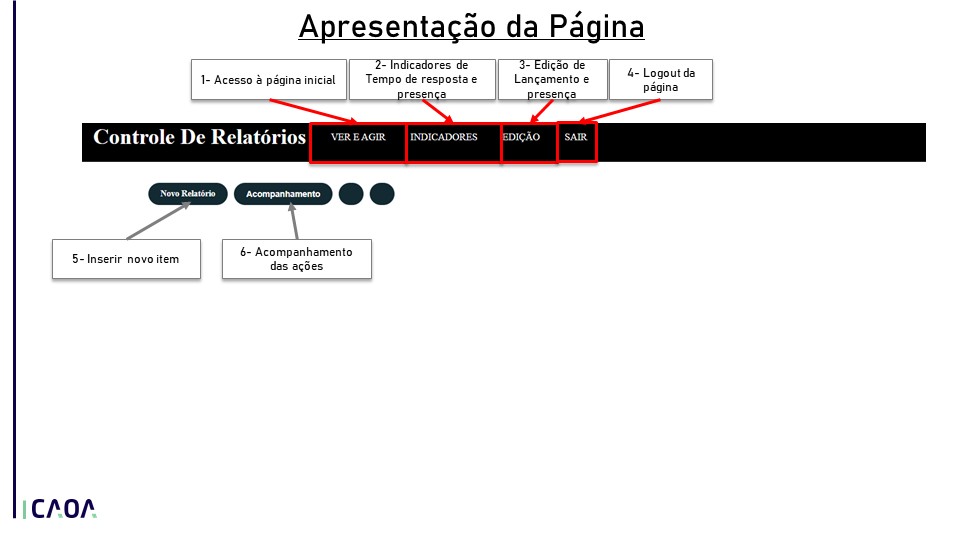 Apresentação da Página
1- Acesso à página inicial
2- Indicadores de
Tempo de resposta e
presença
3- Edição de
Lançamento e
presença
4- Logout da
página
Controle De Relatórios
VER E AGIR
INDICADORES
EDIÇÃO
SAIR
Novo Relatório
Acompanhamento
5- Inserir novo item
6- Acompanhamento
das ações
CAOA